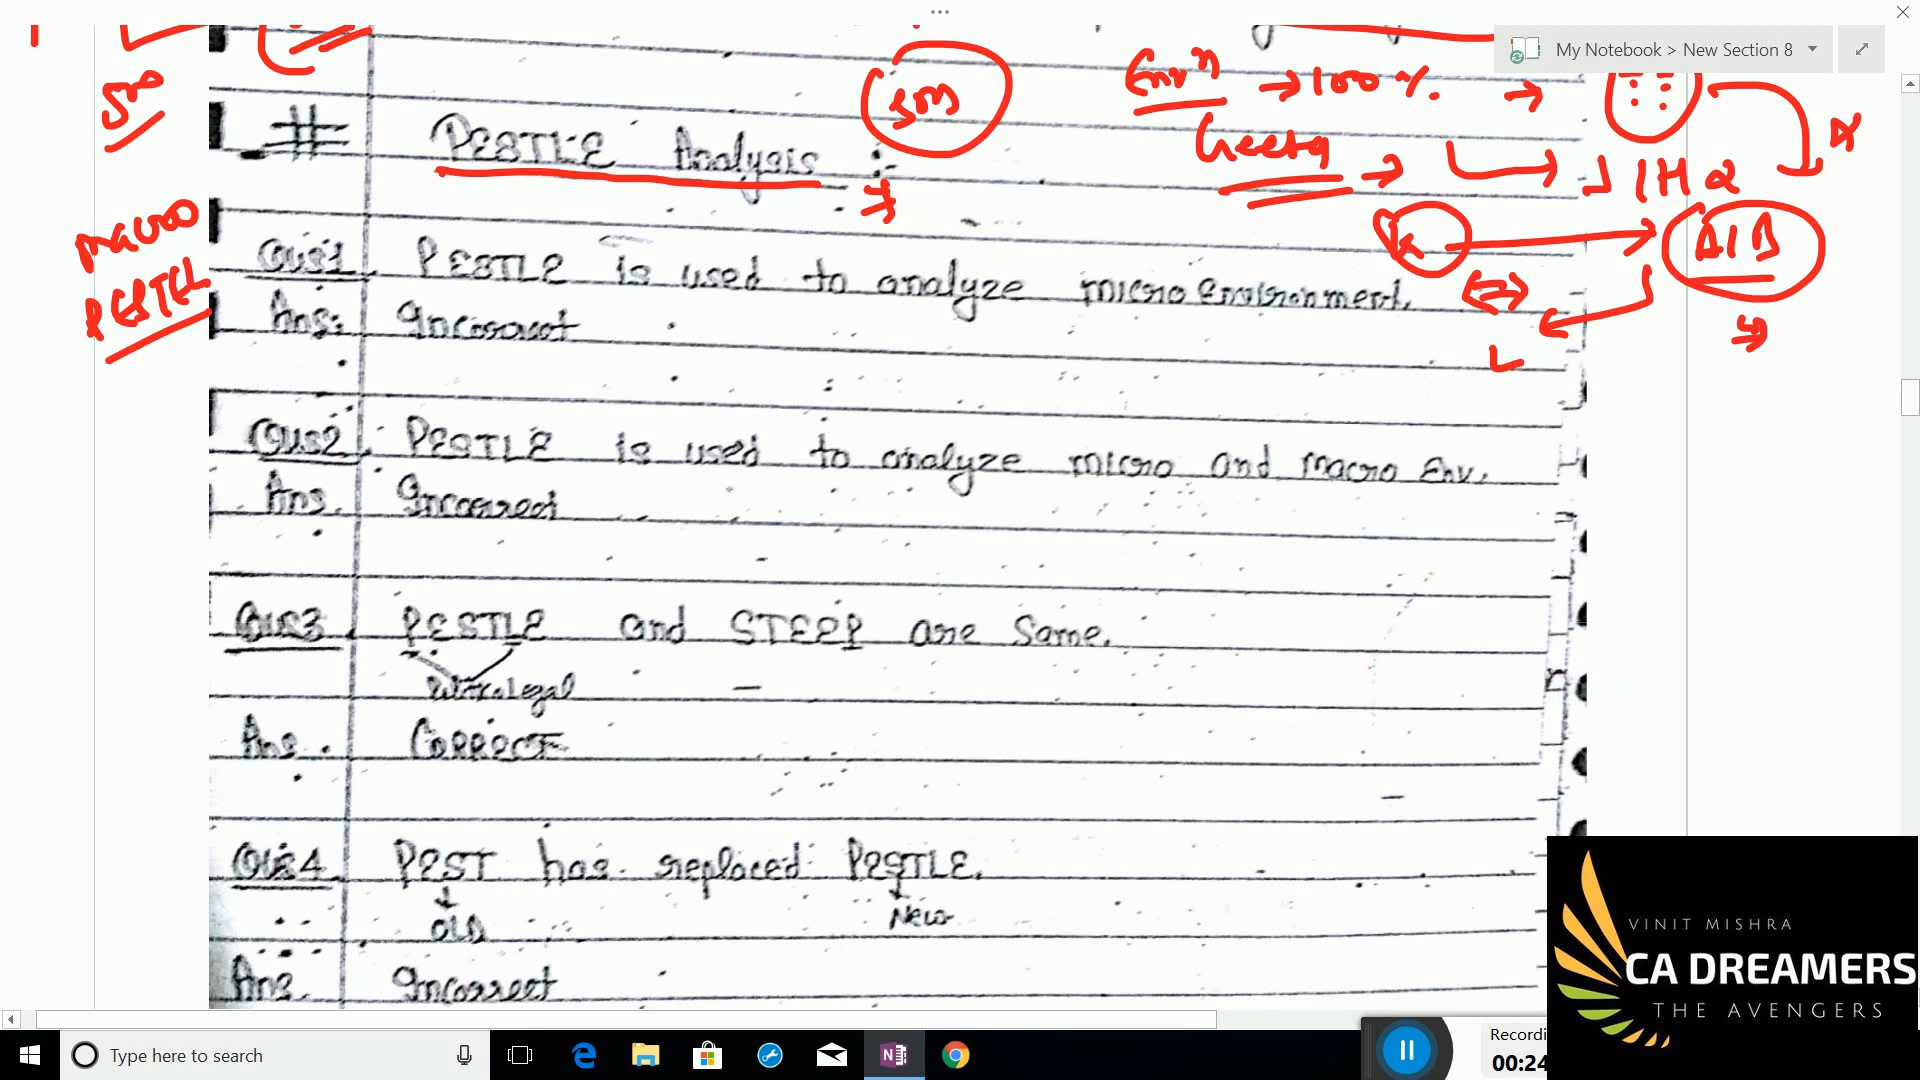 My Notebook > New Section 8
Env^n → 100 %. →
Sm
Geeta →
# PESTLE Analysis :-
1H2
Macro
PESTEL
A/B
Ques1. PESTLE is used to analyze micro Environment.
Ans: Incorrect
Ques2. PESTLE is used to analyze micro and macro Env.
Ans. Incorrect
Ques3. PESTLE and STEEP are same.
Ans. CORRECT
Ques4. PEST has replaced PESTLE.
OLD New
Ans. Incorrect
VINIT MISHRA
CA DREAMERS
THE AVENGERS
Type here to search
Recordi
00:24